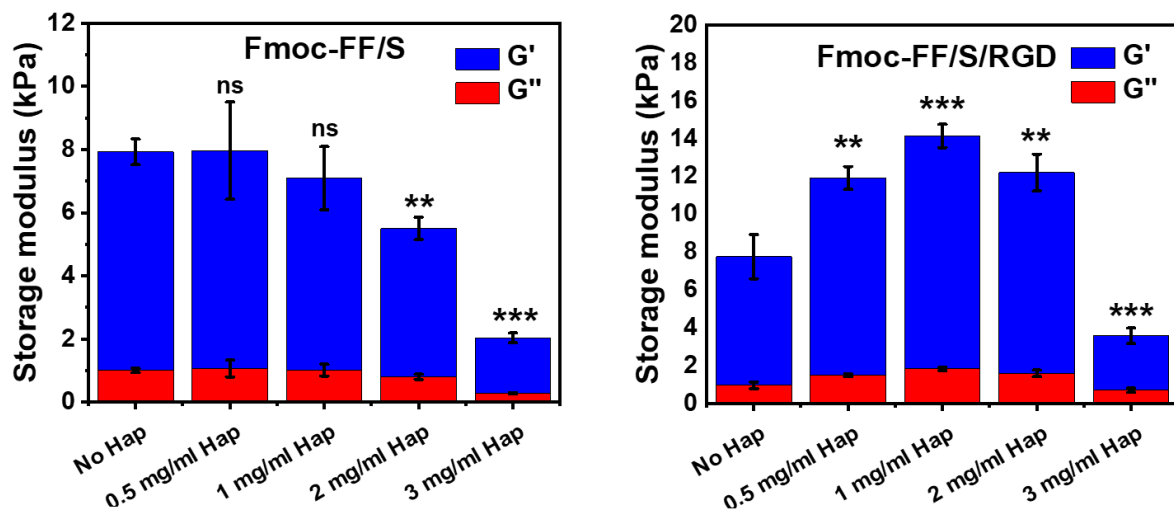 Storage modulus (kPa)
12
10
8
6
4
2
0
Fmoc-FF/S
G'
G"
ns
ns
**
***
No Hap
0.5 mg/ml Hap
1 mg/ml Hap
2 mg/ml Hap
3 mg/ml Hap
Storage modulus (kPa)
20
18
16
14
12
10
8
6
4
2
0
Fmoc-FF/S/RGD
G'
G"
**
***
**
***
No Hap
0.5 mg/ml Hap
1 mg/ml Hap
2 mg/ml Hap
3 mg/ml Hap